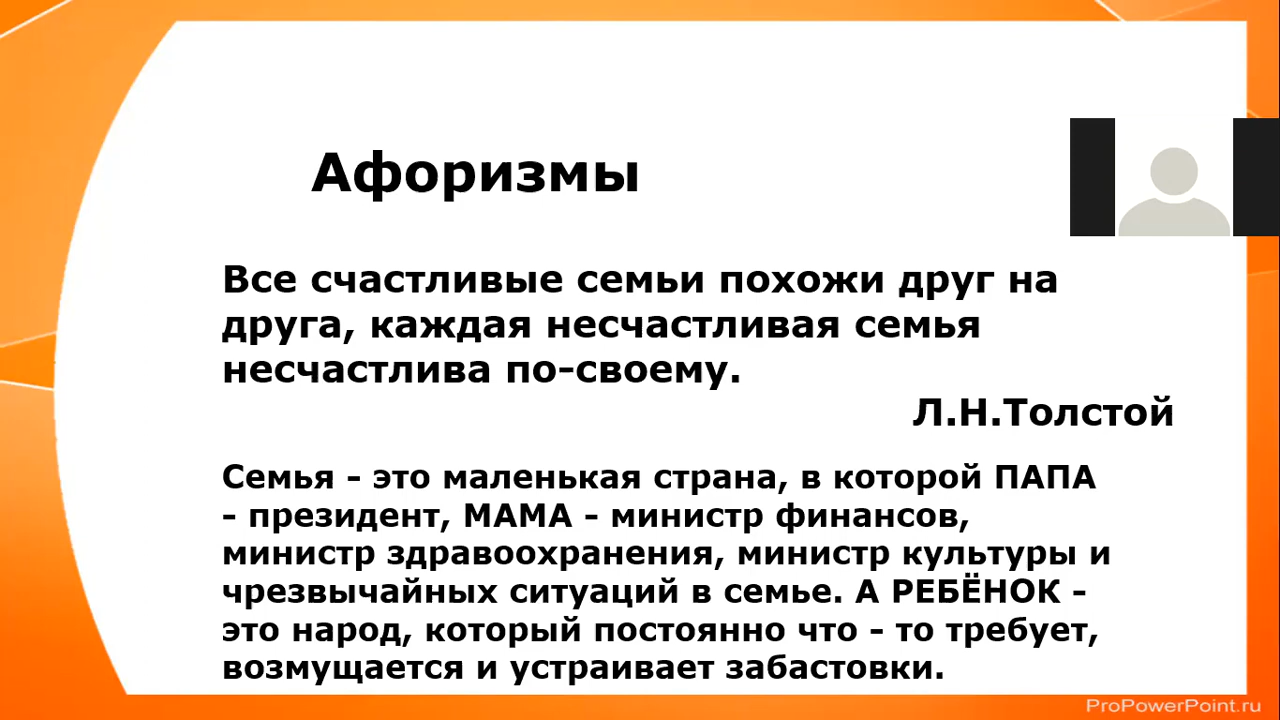 Афоризмы
Все счастливые семьи похожи друг на
друга, каждая несчастливая семья
несчастлива по-своему.
Л.Н.Толстой
Семья - это маленькая страна, в которой ПАПА
- президент, МАМА - министр финансов,
министр здравоохранения, министр культуры и
чрезвычайных ситуаций в семье. А РЕБЁНОК -
это народ, который постоянно что - то требует,
возмущается и устраивает забастовки.
ProPowerPoint.ru